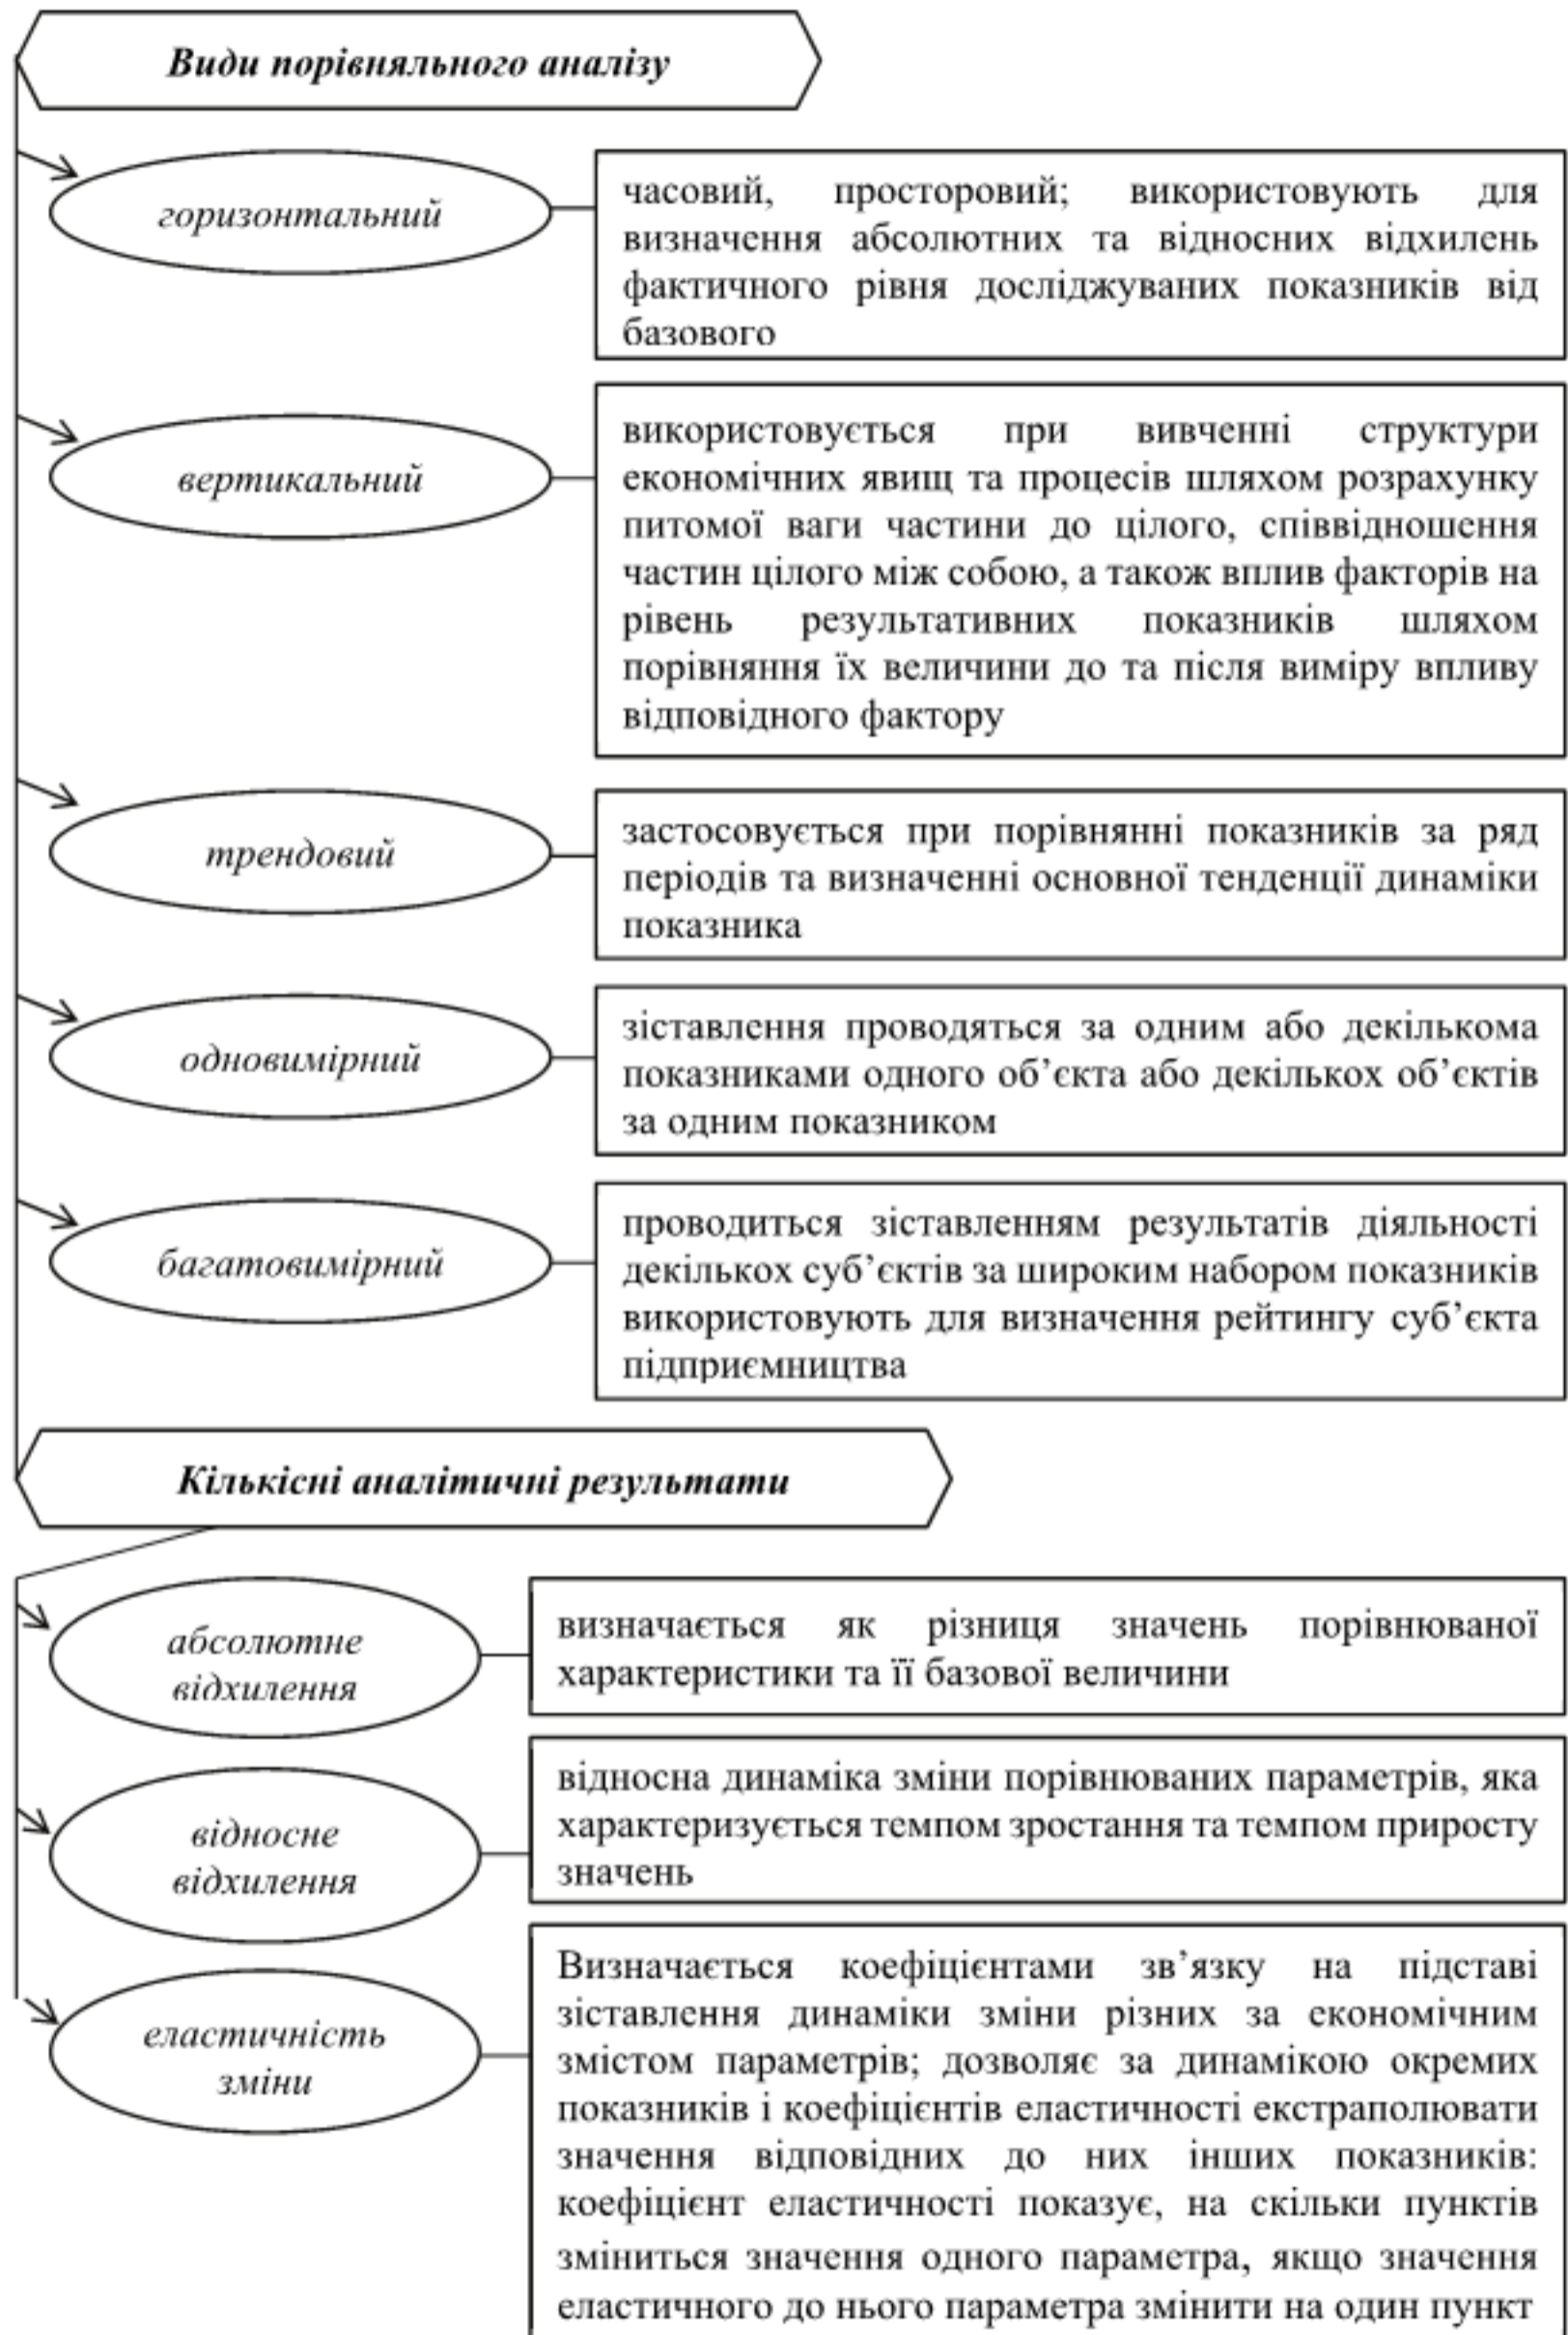 Види порівняльного аналізу
горизонтальний
часовий, просторовий; використовують для
визначення абсолютних та відносних відхилень
фактичного рівня досліджуваних показників від
базового
вертикальний
використовується при вивченні структури
економічних явищ та процесів шляхом розрахунку
питомої ваги частини до цілого, співвідношення
частин цілого між собою, а також вплив факторів на
рівень результативних показників шляхом
порівняння їх величини до та після виміру впливу
відповідного фактору
трендовий
застосовується при порівнянні показників за ряд
періодів та визначенні основної тенденції динаміки
показника
одновимірний
зіставлення проводяться за одним або декількома
показниками одного об’єкта або декількох об’єктів
за одним показником
багатовимірний
проводиться зіставленням результатів діяльності
декількох суб’єктів за широким набором показників
використовують для визначення рейтингу суб’єкта
підприємництва
Кількісні аналітичні результати
абсолютне
відхилення
визначається як різниця значень порівнюваної
характеристики та її базової величини
відносне
відхилення
відносна динаміка зміни порівнюваних параметрів, яка
характеризується темпом зростання та темпом приросту
значень
еластичність
зміни
Визначається коефіцієнтами зв’язку на підставі
зіставлення динаміки зміни різних за економічним
змістом параметрів; дозволяє за динамікою окремих
показників і коефіцієнтів еластичності екстраполювати
значення відповідних до них інших показників:
коефіцієнт еластичності показує, на скільки пунктів
зміниться значення одного параметра, якщо значення
еластичного до нього параметра змінити на один пункт